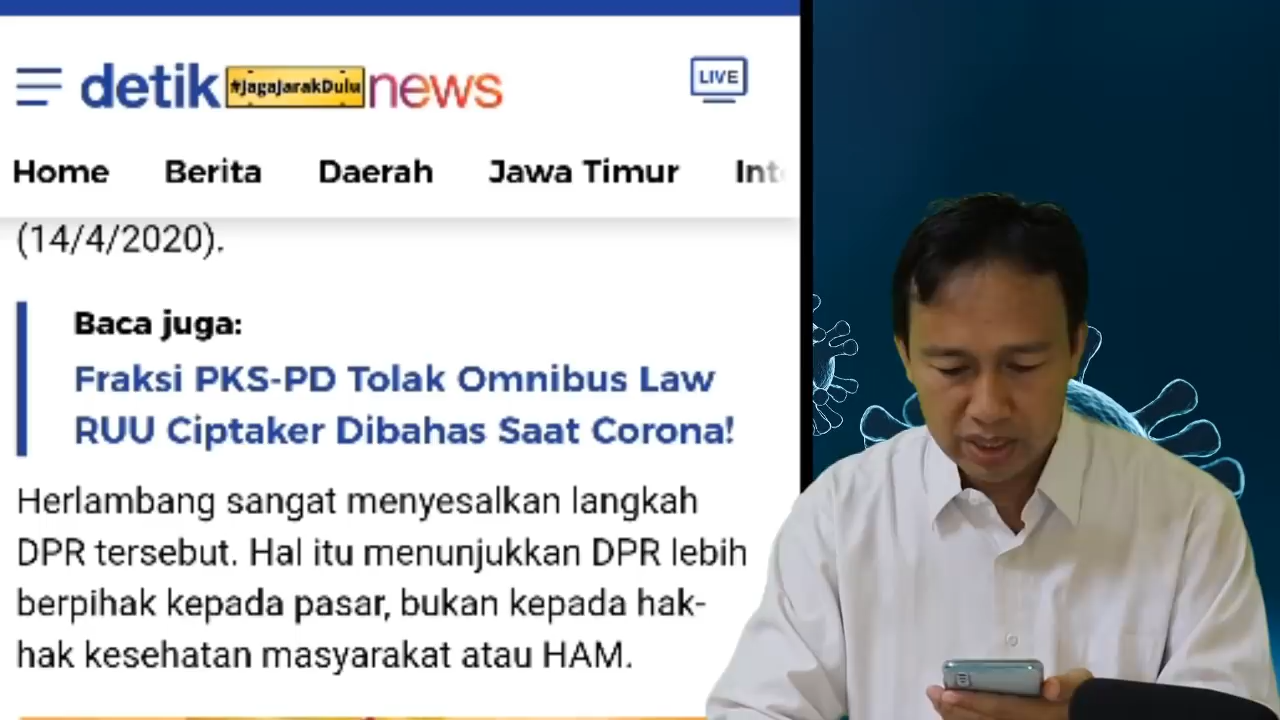 detik #JagaJarakDulu news
LIVE
Home Berita Daerah Jawa Timur Int
(14/4/2020).
Baca juga:
Fraksi PKS-PD Tolak Omnibus Law
RUU Ciptaker Dibahas Saat Corona!
Herlambang sangat menyesalkan langkah
DPR tersebut. Hal itu menunjukkan DPR lebih
berpihak kepada pasar, bukan kepada hak-
hak kesehatan masyarakat atau HAM.